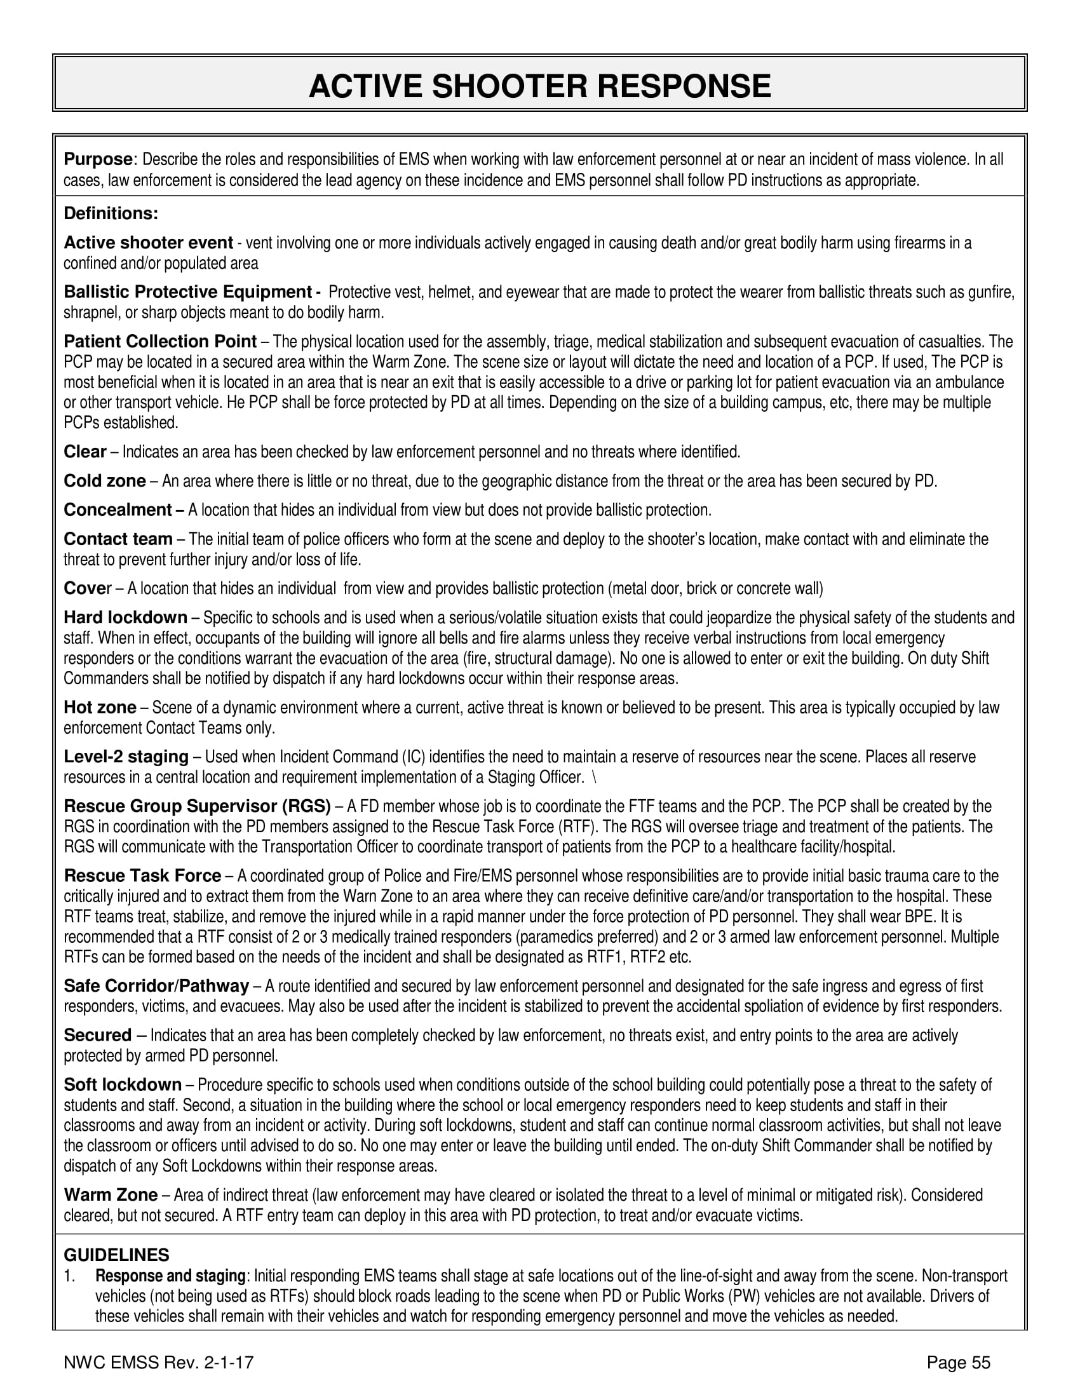 ACTIVE SHOOTER RESPONSE
Purpose: Describe the roles and responsibilities of EMS when working with law enforcement personnel at or near an incident of mass violence. In all
cases, law enforcement is considered the lead agency on these incidence and EMS personnel shall follow PD instructions as appropriate.
Definitions:
Active shooter event - vent involving one or more individuals actively engaged in causing death and/or great bodily harm using firearms in a
confined and/or populated area
Ballistic Protective Equipment - Protective vest, helmet, and eyewear that are made to protect the wearer from ballistic threats such as gunfire,
shrapnel, or sharp objects meant to do bodily harm.
Patient Collection Point – The physical location used for the assembly, triage, medical stabilization and subsequent evacuation of casualties. The
PCP may be located in a secured area within the Warm Zone. The scene size or layout will dictate the need and location of a PCP. If used, The PCP is
most beneficial when it is located in an area that is near an exit that is easily accessible to a drive or parking lot for patient evacuation via an ambulance
or other transport vehicle. He PCP shall be force protected by PD at all times. Depending on the size of a building campus, etc, there may be multiple
PCPs established.
Clear – Indicates an area has been checked by law enforcement personnel and no threats where identified.
Cold zone – An area where there is little or no threat, due to the geographic distance from the threat or the area has been secured by PD.
Concealment – A location that hides an individual from view but does not provide ballistic protection.
Contact team – The initial team of police officers who form at the scene and deploy to the shooter's location, make contact with and eliminate the
threat to prevent further injury and/or loss of life.
Cover – A location that hides an individual from view and provides ballistic protection (metal door, brick or concrete wall)
Hard lockdown – Specific to schools and is used when a serious/volatile situation exists that could jeopardize the physical safety of the students and
staff. When in effect, occupants of the building will ignore all bells and fire alarms unless they receive verbal instructions from local emergency
responders or the conditions warrant the evacuation of the area (fire, structural damage). No one is allowed to enter or exit the building. On duty Shift
Commanders shall be notified by dispatch if any hard lockdowns occur within their response areas.
Hot zone – Scene of a dynamic environment where a current, active threat is known or believed to be present. This area is typically occupied by law
enforcement Contact Teams only.
Level-2 staging – Used when Incident Command (IC) identifies the need to maintain a reserve of resources near the scene. Places all reserve
resources in a central location and requirement implementation of a Staging Officer. \
Rescue Group Supervisor (RGS) – A FD member whose job is to coordinate the FTF teams and the PCP. The PCP shall be created by the
RGS in coordination with the PD members assigned to the Rescue Task Force (RTF). The RGS will oversee triage and treatment of the patients. The
RGS will communicate with the Transportation Officer to coordinate transport of patients from the PCP to a healthcare facility/hospital.
Rescue Task Force – A coordinated group of Police and Fire/EMS personnel whose responsibilities are to provide initial basic trauma care to the
critically injured and to extract them from the Warn Zone to an area where they can receive definitive care/and/or transportation to the hospital. These
RTF teams treat, stabilize, and remove the injured while in a rapid manner under the force protection of PD personnel. They shall wear BPE. It is
recommended that a RTF consist of 2 or 3 medically trained responders (paramedics preferred) and 2 or 3 armed law enforcement personnel. Multiple
RTFs can be formed based on the needs of the incident and shall be designated as RTF1, RTF2 etc.
Safe Corridor/Pathway – A route identified and secured by law enforcement personnel and designated for the safe ingress and egress of first
responders, victims, and evacuees. May also be used after the incident is stabilized to prevent the accidental spoliation of evidence by first responders.
Secured – Indicates that an area has been completely checked by law enforcement, no threats exist, and entry points to the area are actively
protected by armed PD personnel.
Soft lockdown – Procedure specific to schools used when conditions outside of the school building could potentially pose a threat to the safety of
students and staff. Second, a situation in the building where the school or local emergency responders need to keep students and staff in their
classrooms and away from an incident or activity. During soft lockdowns, student and staff can continue normal classroom activities, but shall not leave
the classroom or officers until advised to do so. No one may enter or leave the building until ended. The on-duty Shift Commander shall be notified by
dispatch of any Soft Lockdowns within their response areas.
Warm Zone – Area of indirect threat (law enforcement may have cleared or isolated the threat to a level of minimal or mitigated risk). Considered
cleared, but not secured. A RTF entry team can deploy in this area with PD protection, to treat and/or evacuate victims.
GUIDELINES
1. Response and staging: Initial responding EMS teams shall stage at safe locations out of the line-of-sight and away from the scene. Non-transport
vehicles (not being used as RTFs) should block roads leading to the scene when PD or Public Works (PW) vehicles are not available. Drivers of
these vehicles shall remain with their vehicles and watch for responding emergency personnel and move the vehicles as needed.
NWC EMSS Rev. 2-1-17 Page 55